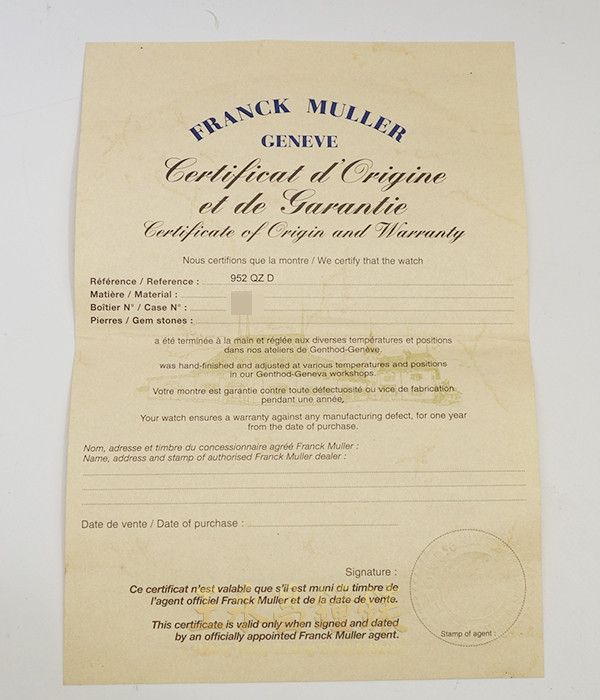 FRANCK MULLER
GENEVE
Certificat d'Origine
et de Garantie
Certificate of Origin and Warranty
Nous certifions que la montre / We certify that the watch
Référence / Reference : 952 QZ D
Matière / Material :
Boîtier N° / Case N° :
Pierres / Gem stones :
a été terminée à la main et réglée aux diverses températures et positions
dans nos ateliers de Genthod-Genève.
was hand-finished and adjusted at various temperatures and positions
in our Genthod-Geneva workshops.
Votre montre est garantie contre toute défectuosité ou vice de fabrication
pendant une année.
Your watch ensures a warranty against any manufacturing defect, for one year
from the date of purchase.
Nom, adresse et timbre du concessionnaire agréé Franck Muller :
Name, address and stamp of authorised Franck Muller dealer :
Date de vente / Date of purchase :
Signature :
Ce certificat n'est valable que s'il est muni du timbre de
l'agent officiel Franck Muller et de la date de vente.
This certificate is valid only when signed and dated
by an officially appointed Franck Muller agent.
Stamp of agent :